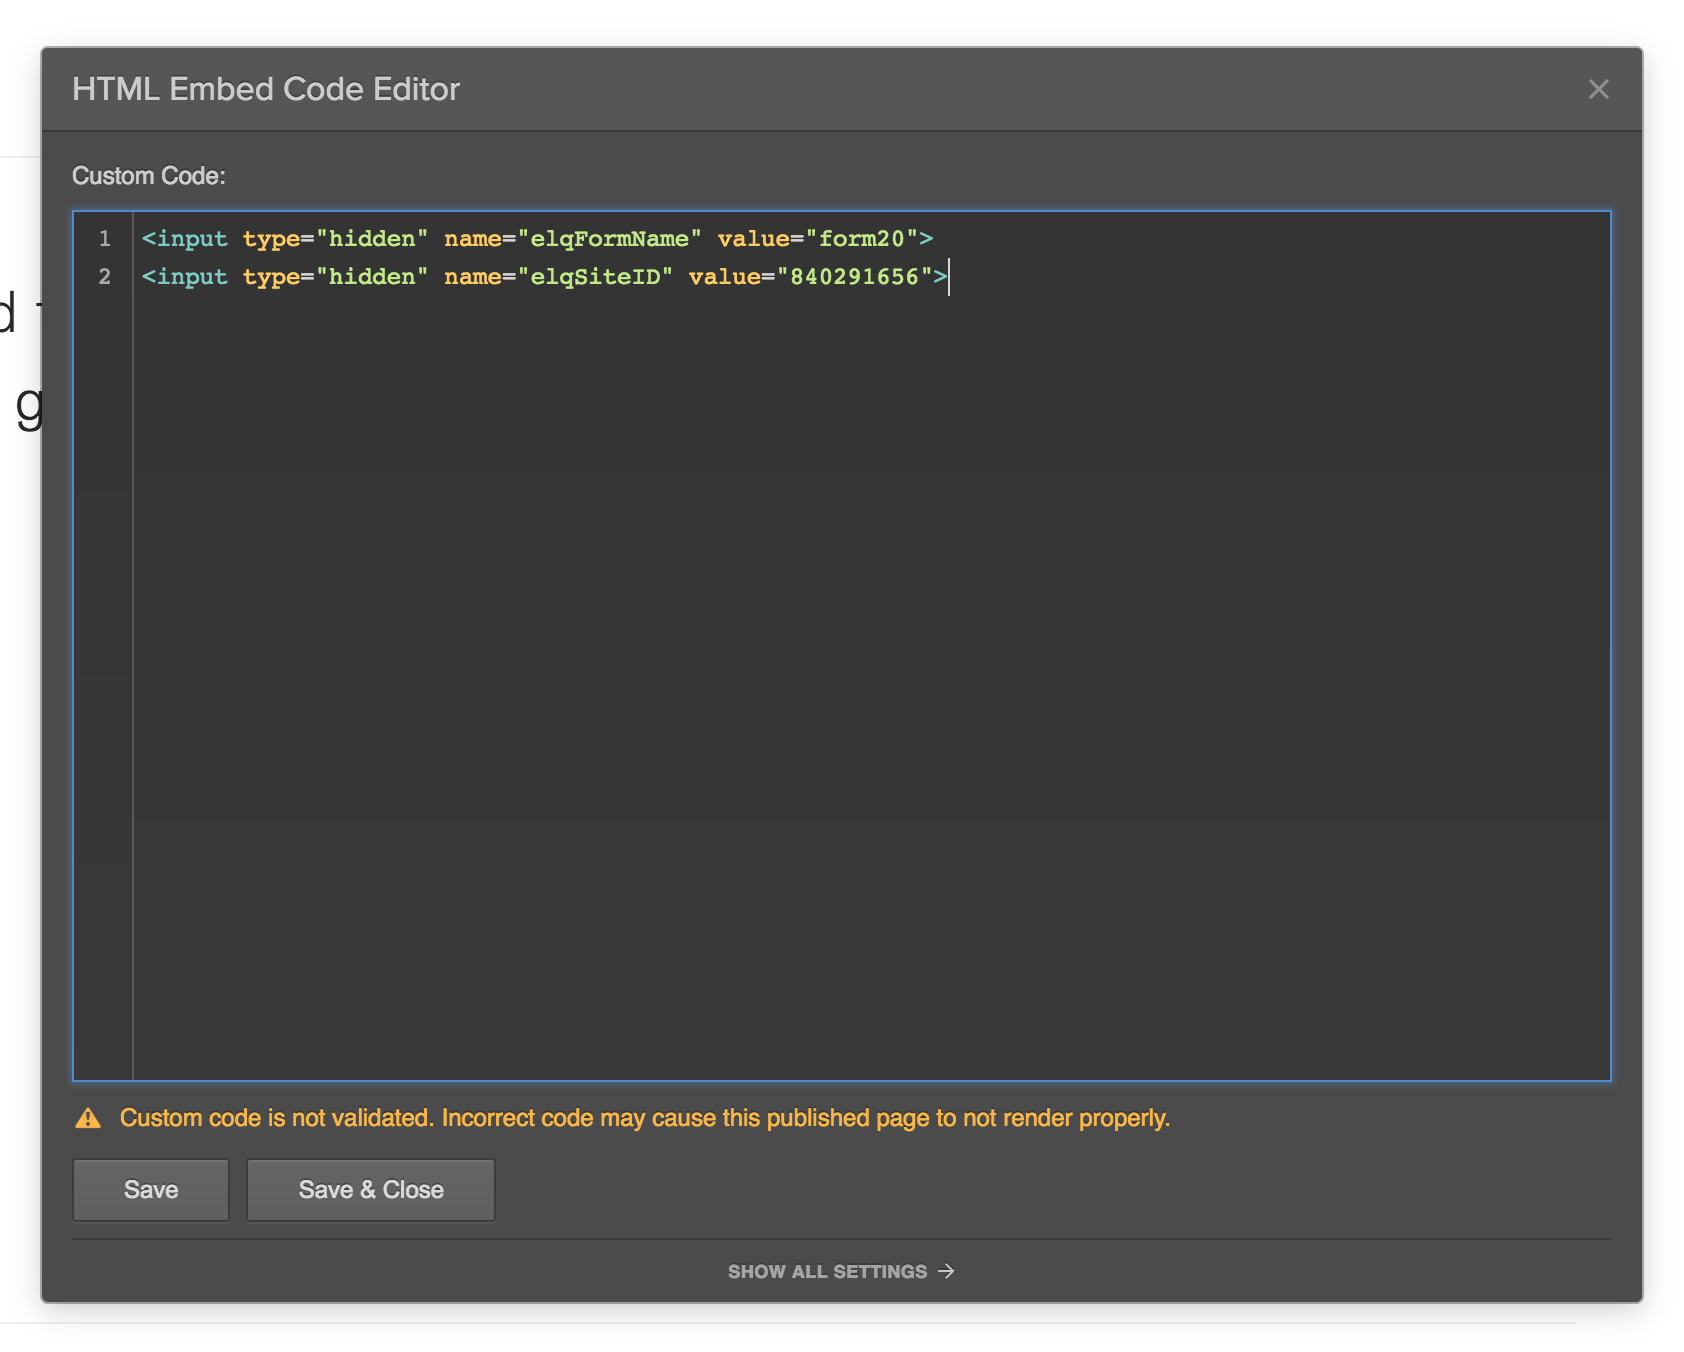 HTML Embed Code Editor
Custom Code:
1 <input type="hidden" name="elqFormName" value="form20">
2 <input type="hidden" name="elqSiteID" value="840291656">
d
g
Custom code is not validated. Incorrect code may cause this published page to not render properly.
Save
Save & Close
SHOW ALL SETTINGS →